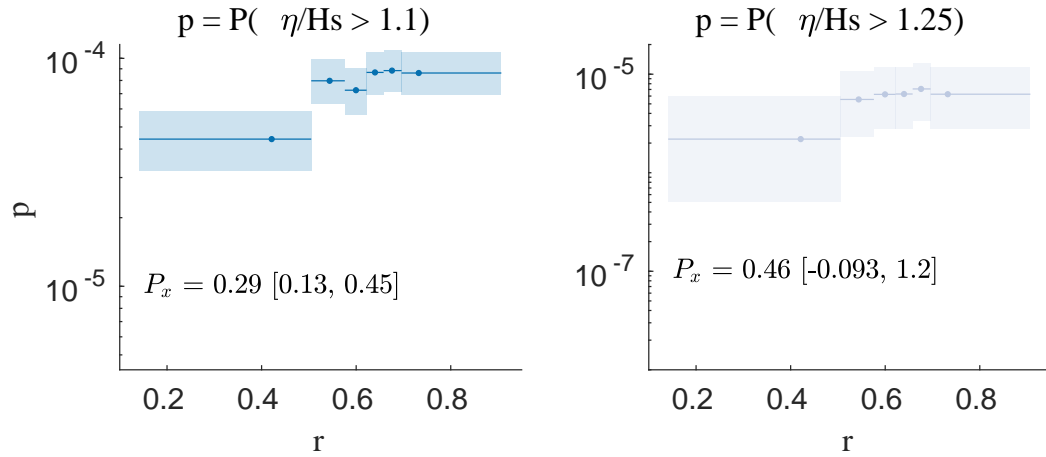 p = P( η/Hs > 1.1)
10^-4
10^-5
p
P_x = 0.29 [0.13, 0.45]
0.2 0.4 0.6 0.8
r
p = P( η/Hs > 1.25)
10^-5
10^-7
P_x = 0.46 [-0.093, 1.2]
0.2 0.4 0.6 0.8
r